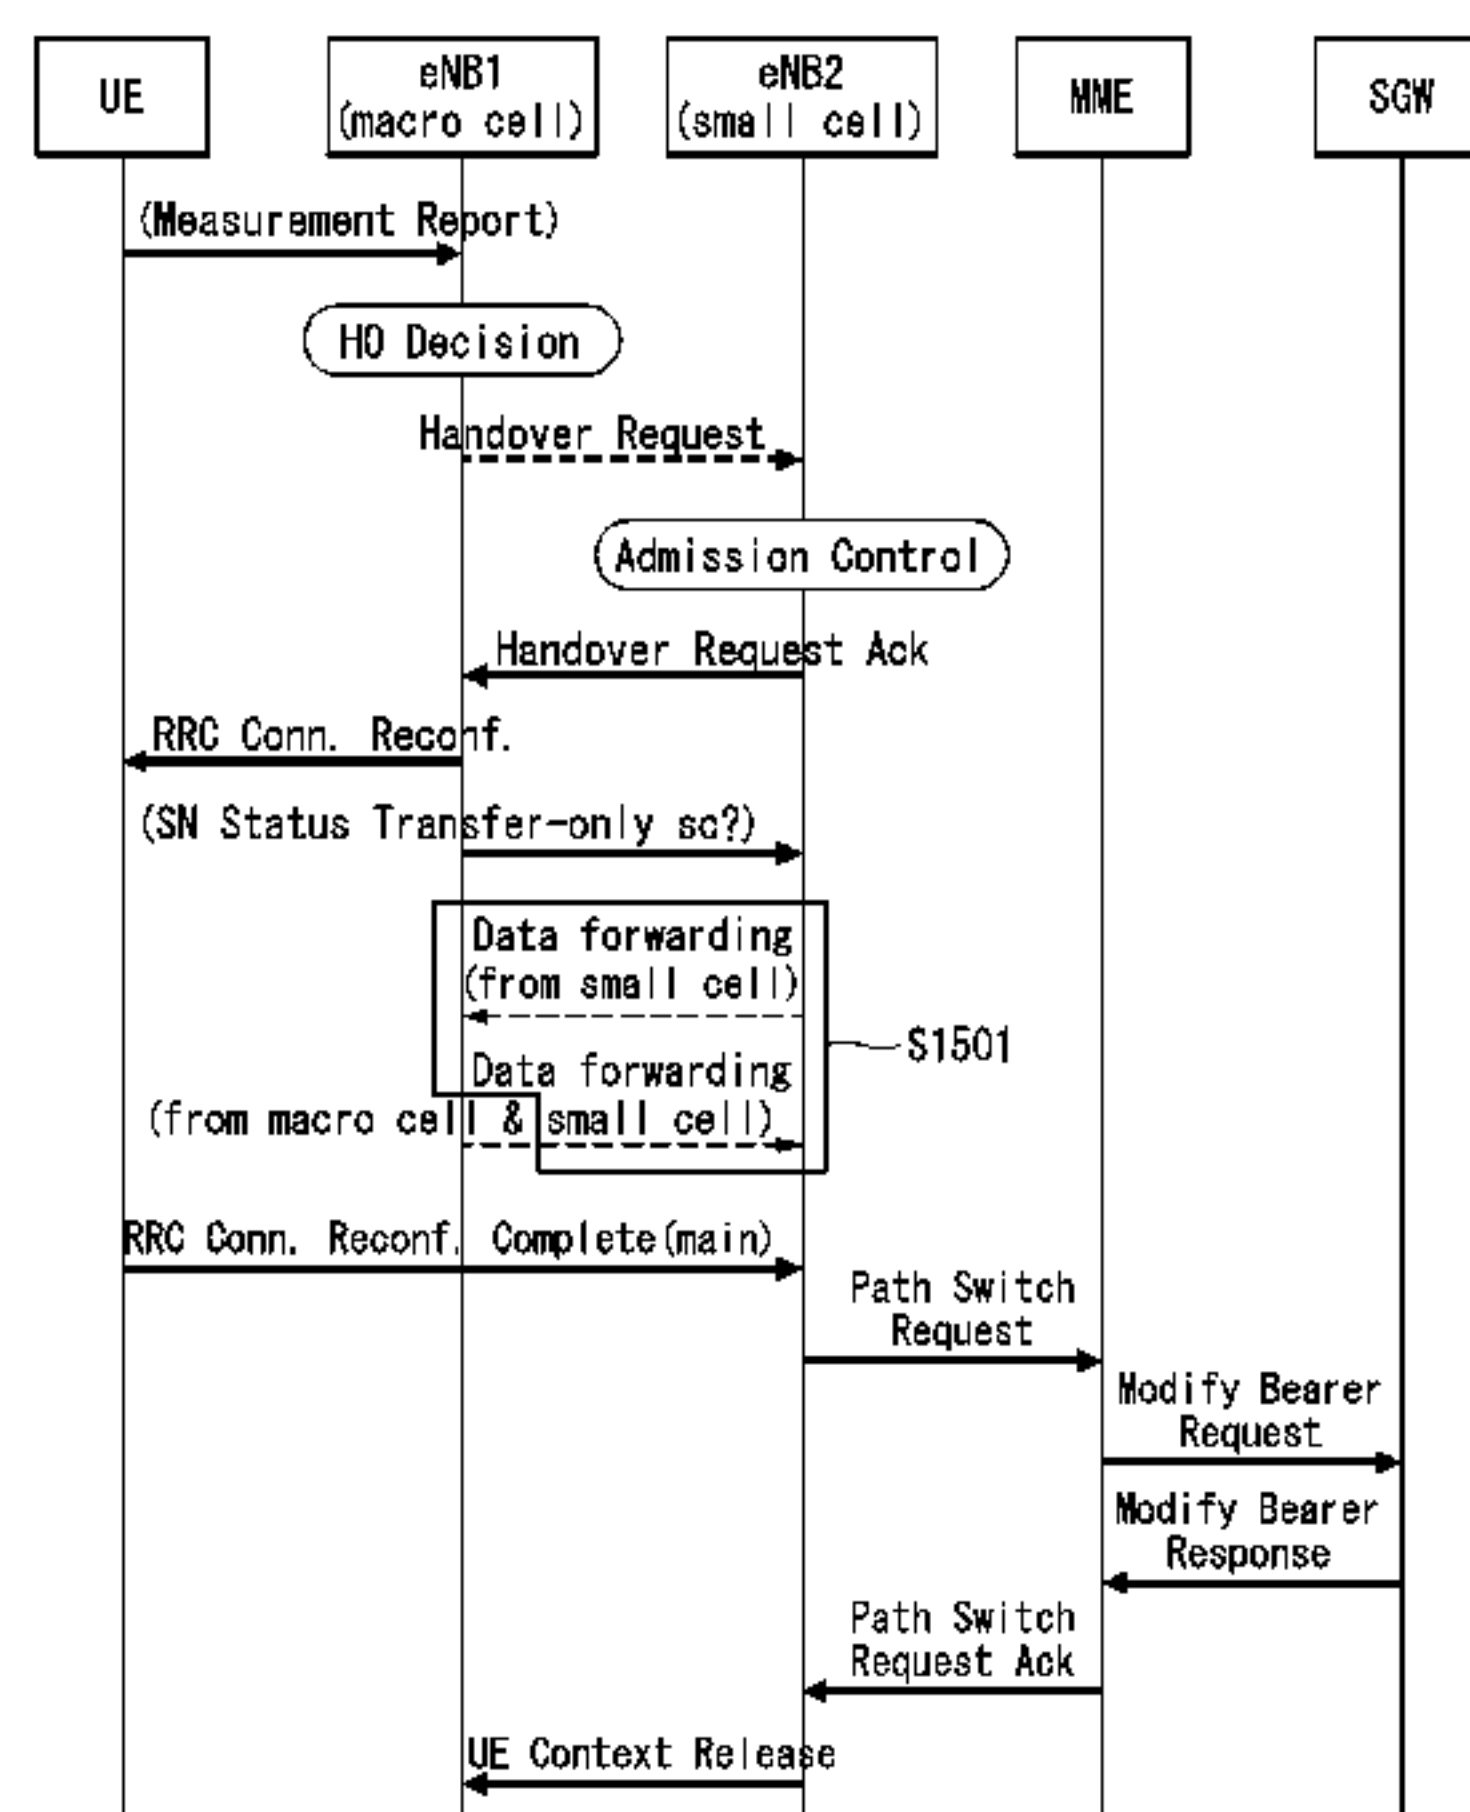 UE
eNB1
(macro cell)
eNB2
(small cell)
MME
SGW
(Measurement Report)
HO Decision
Handover Request
Admission Control
Handover Request Ack
RRC Conn. Reconf.
(SN Status Transfer-only sc?)
Data forwarding
(from small cell)
S1501
Data forwarding
(from macro cell & small cell)
RRC Conn. Reconf. Complete(main)
Path Switch
Request
Modify Bearer
Request
Modify Bearer
Response
Path Switch
Request Ack
UE Context Release